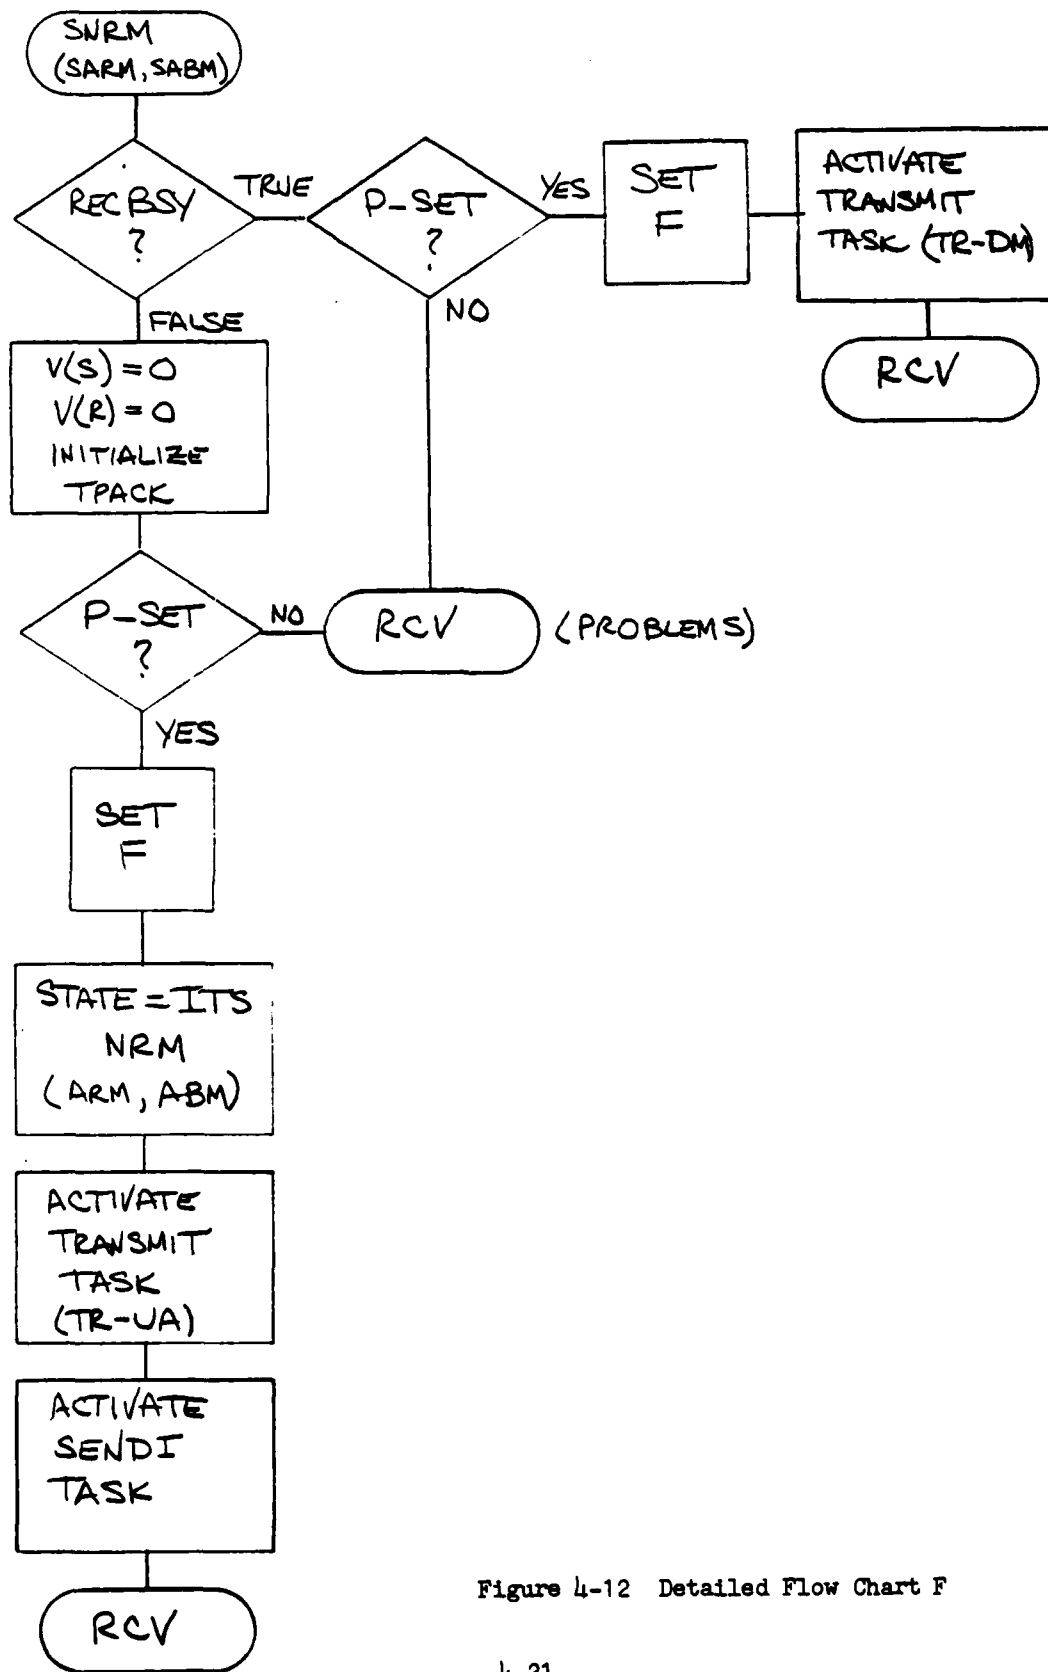 SNRM
(SARM, SABM)
RECBSY
?
TRUE
P-SET
?
YES
SET
F
ACTIVATE
TRANSMIT
TASK (TR-DM)
RCV
NO
FALSE
V(S) = 0
V(R) = 0
INITIALIZE
TPACK
P-SET
?
NO
RCV
(PROBLEMS)
YES
SET
F
STATE = ITS
NRM
(ARM, ABM)
ACTIVATE
TRANSMIT
TASK
(TR-UA)
ACTIVATE
SENDI
TASK
RCV
Figure 4-12 Detailed Flow Chart F